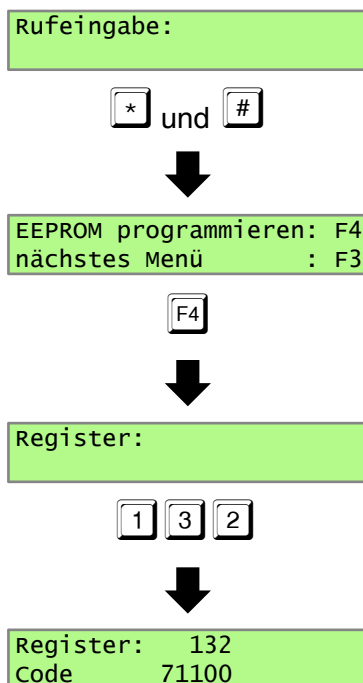 Rufeingabe:
* und #
EEPROM programmieren: F4
nächstes Menü : F3
F4
Register:
1 3 2
Register: 132
Code 71100